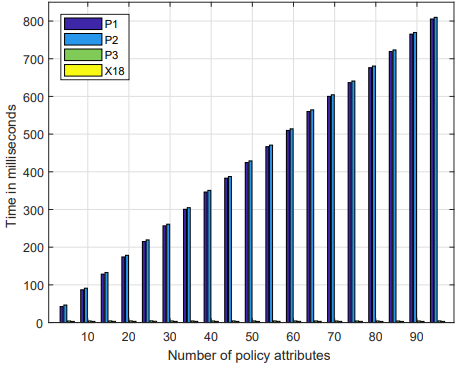 P1
P2
P3
X18
800
700
600
500
400
300
200
100
0
10 20 30 40 50 60 70 80 90
Time in milliseconds
Number of policy attributes